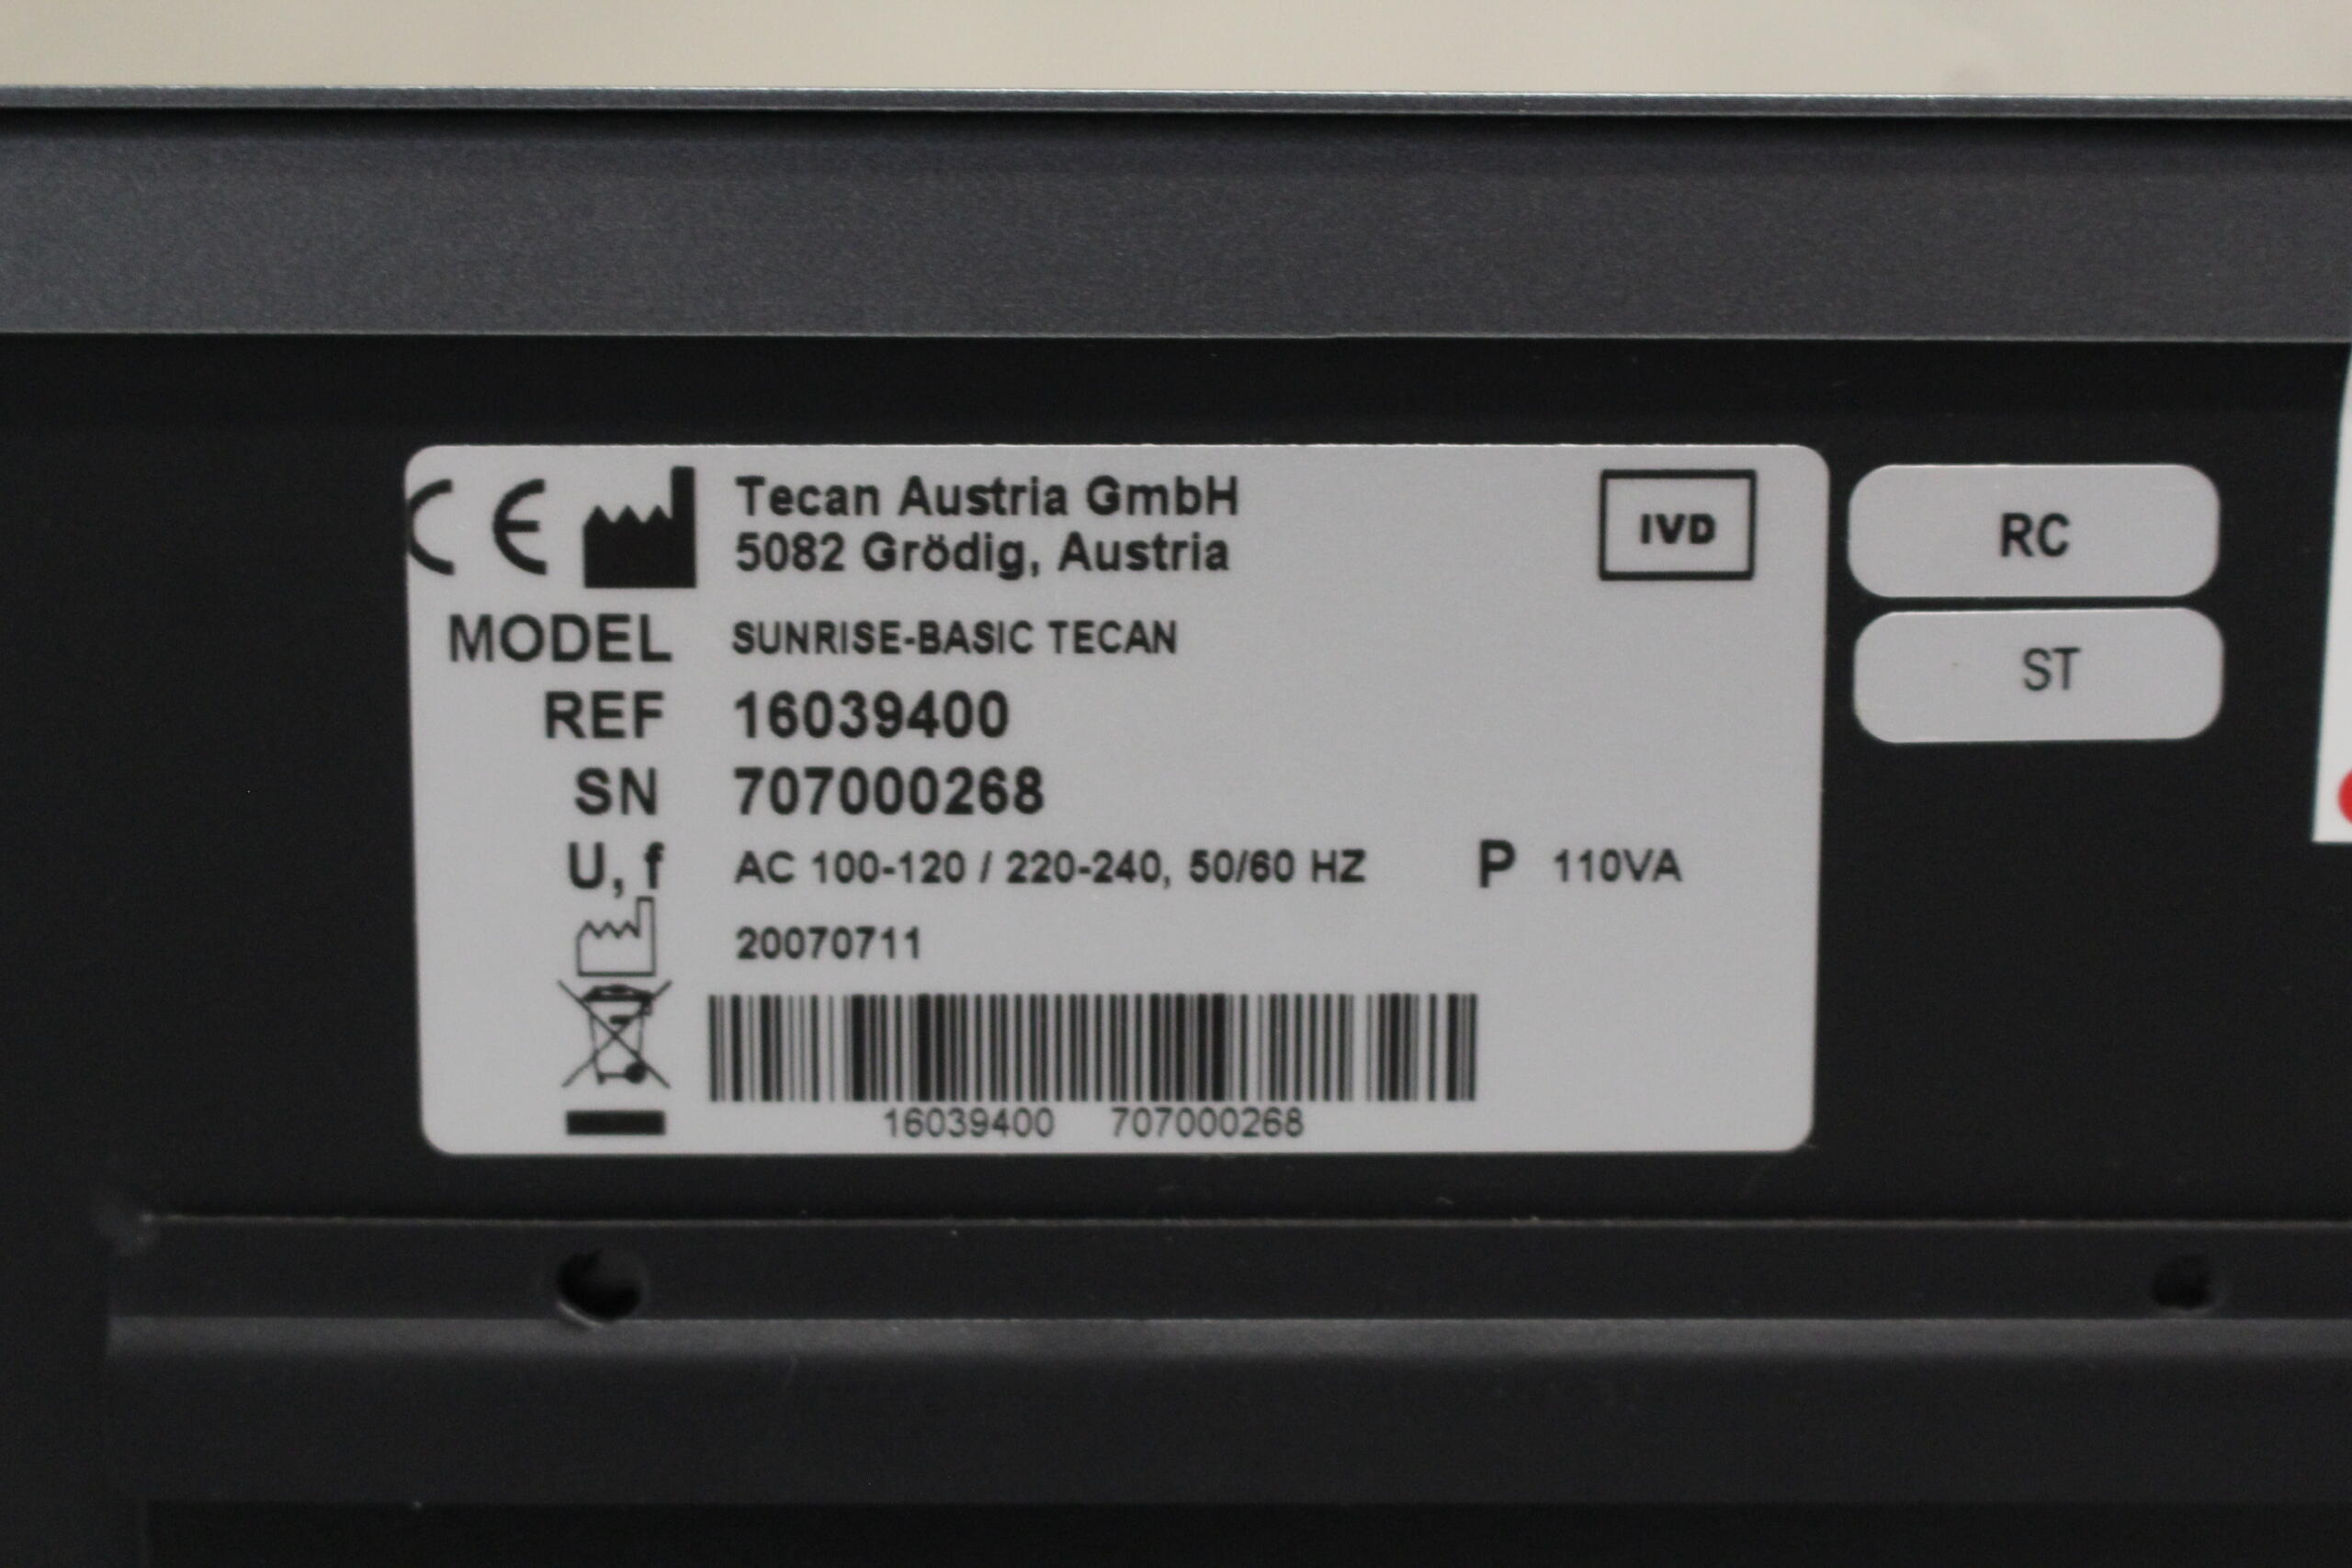 CE Tecan Austria GmbH
5082 Grödig, Austria
IVD
MODEL SUNRISE-BASIC TECAN
REF 16039400
SN 707000268
U, f AC 100-120 / 220-240, 50/60 HZ P 110VA
20070711
16039400 707000268
RC
ST